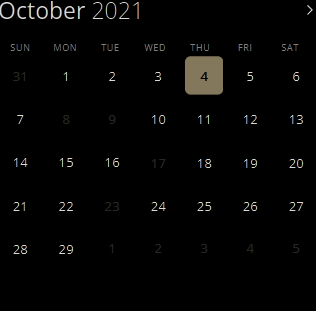 October 2021
SUN MON TUE WED THU FRI SAT
31 1 2 3 4 5 6
7 8 9 10 11 12 13
14 15 16 17 18 19 20
21 22 23 24 25 26 27
28 29 1 2 3 4 5